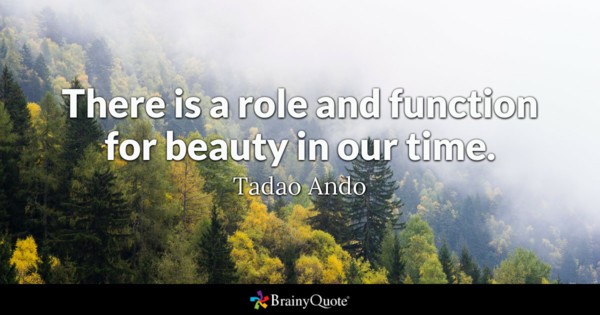 There is a role and function
for beauty in our time.
Tadao Ando
BrainyQuote®